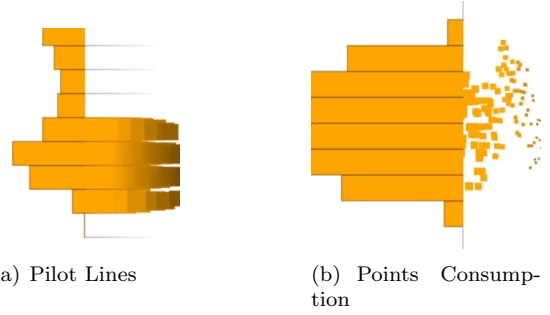 a) Pilot Lines
(b) Points Consump-
tion